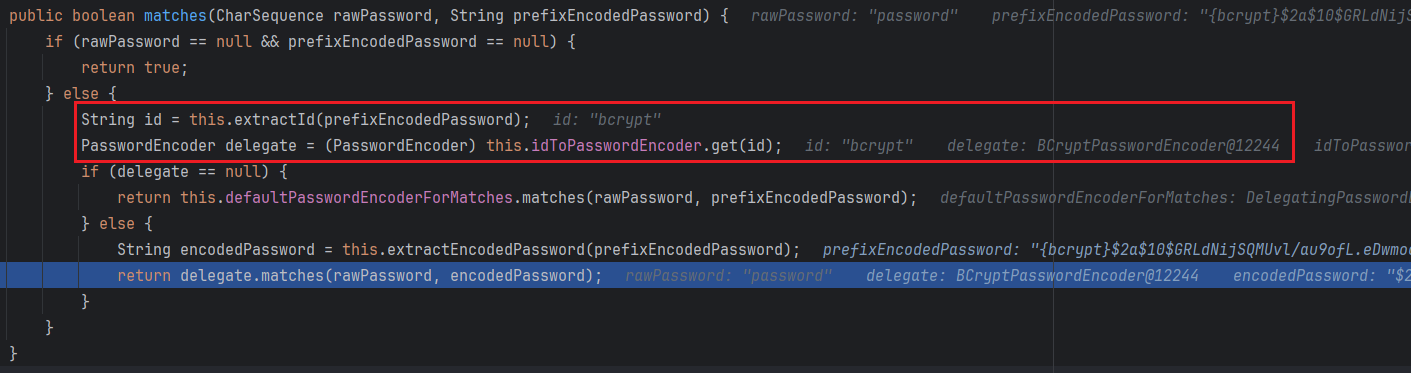 public boolean matches(CharSequence rawPassword, String prefixEncodedPassword) {  rawPassword: "password"    prefixEncodedPassword: "{bcrypt}$2a$10$GRLdNijS
if (rawPassword == null && prefixEncodedPassword == null) {
return true;
} else {
String id = this.extractId(prefixEncodedPassword);  id: "bcrypt"
PasswordEncoder delegate = (PasswordEncoder) this.idToPasswordEncoder.get(id);  id: "bcrypt"    delegate: BCryptPasswordEncoder@12244    idToPasswor
if (delegate == null) {
return this.defaultPasswordEncoderForMatches.matches(rawPassword, prefixEncodedPassword);  defaultPasswordEncoderForMatches: DelegatingPassword
} else {
String encodedPassword = this.extractEncodedPassword(prefixEncodedPassword);  prefixEncodedPassword: "{bcrypt}$2a$10$GRLdNijSQMUvl/au9ofL.eDwmo
return delegate.matches(rawPassword, encodedPassword);  rawPassword: "password"    delegate: BCryptPasswordEncoder@12244    encodedPassword: "$2
}
}
}